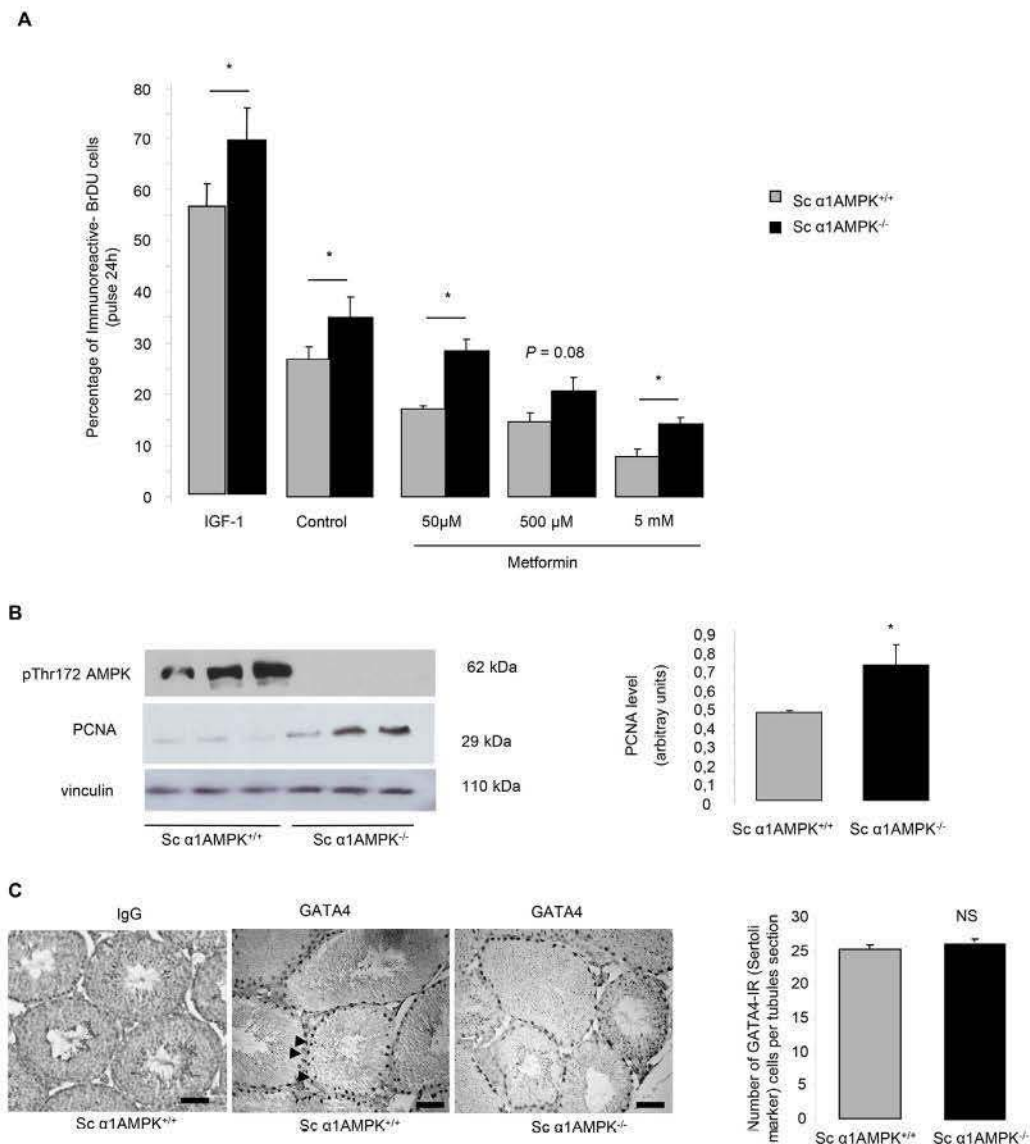 A
80
70
60
50
40
30
20
10
0
Percentage of Immunoreactive- BrDU cells
(pulse 24h)
*
*
*
P = 0.08
*
Sc α1AMPK+/+
Sc α1AMPK-/-
IGF-1
Control
50µM
500 µM
5 mM
Metformin
B
pThr172 AMPK
62 kDa
PCNA
29 kDa
vinculin
110 kDa
Sc α1AMPK+/+
Sc α1AMPK-/-
PCNA level
(arbitray units)
0,9
0,8
0,7
0,6
0,5
0,4
0,3
0,2
0,1
0
*
Sc α1AMPK+/+
Sc α1AMPK-/-
C
IgG
GATA4
GATA4
Sc α1AMPK+/+
Sc α1AMPK+/+
Sc α1AMPK-/-
Number of GATA4-IR (Sertoli
marker) cells per tubules section
30
25
20
15
10
5
0
NS
Sc α1AMPK+/+
Sc α1AMPK-/-